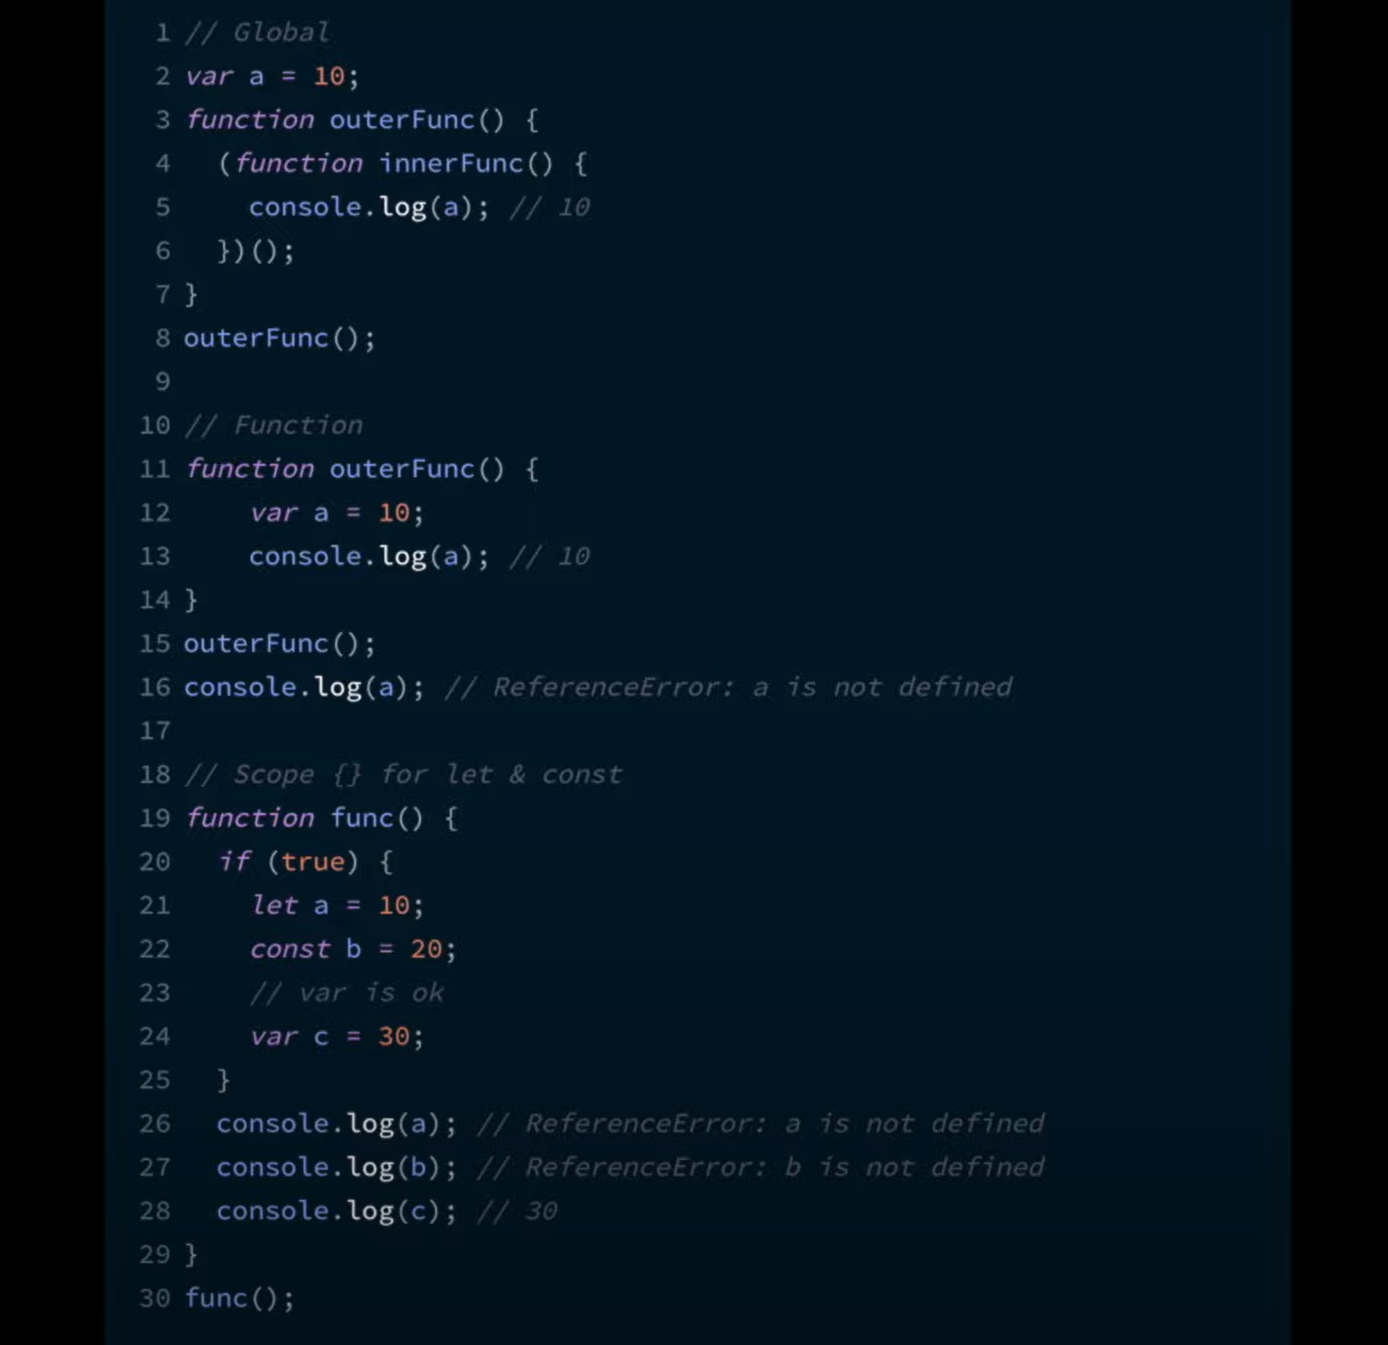 1 // Global
2 var a = 10;
3 function outerFunc() {
4   (function innerFunc() {
5     console.log(a); // 10
6   })();
7 }
8 outerFunc();
9
10 // Function
11 function outerFunc() {
12     var a = 10;
13     console.log(a); // 10
14 }
15 outerFunc();
16 console.log(a); // ReferenceError: a is not defined
17
18 // Scope {} for let & const
19 function func() {
20   if (true) {
21     let a = 10;
22     const b = 20;
23     // var is ok
24     var c = 30;
25   }
26   console.log(a); // ReferenceError: a is not defined
27   console.log(b); // ReferenceError: b is not defined
28   console.log(c); // 30
29 }
30 func();